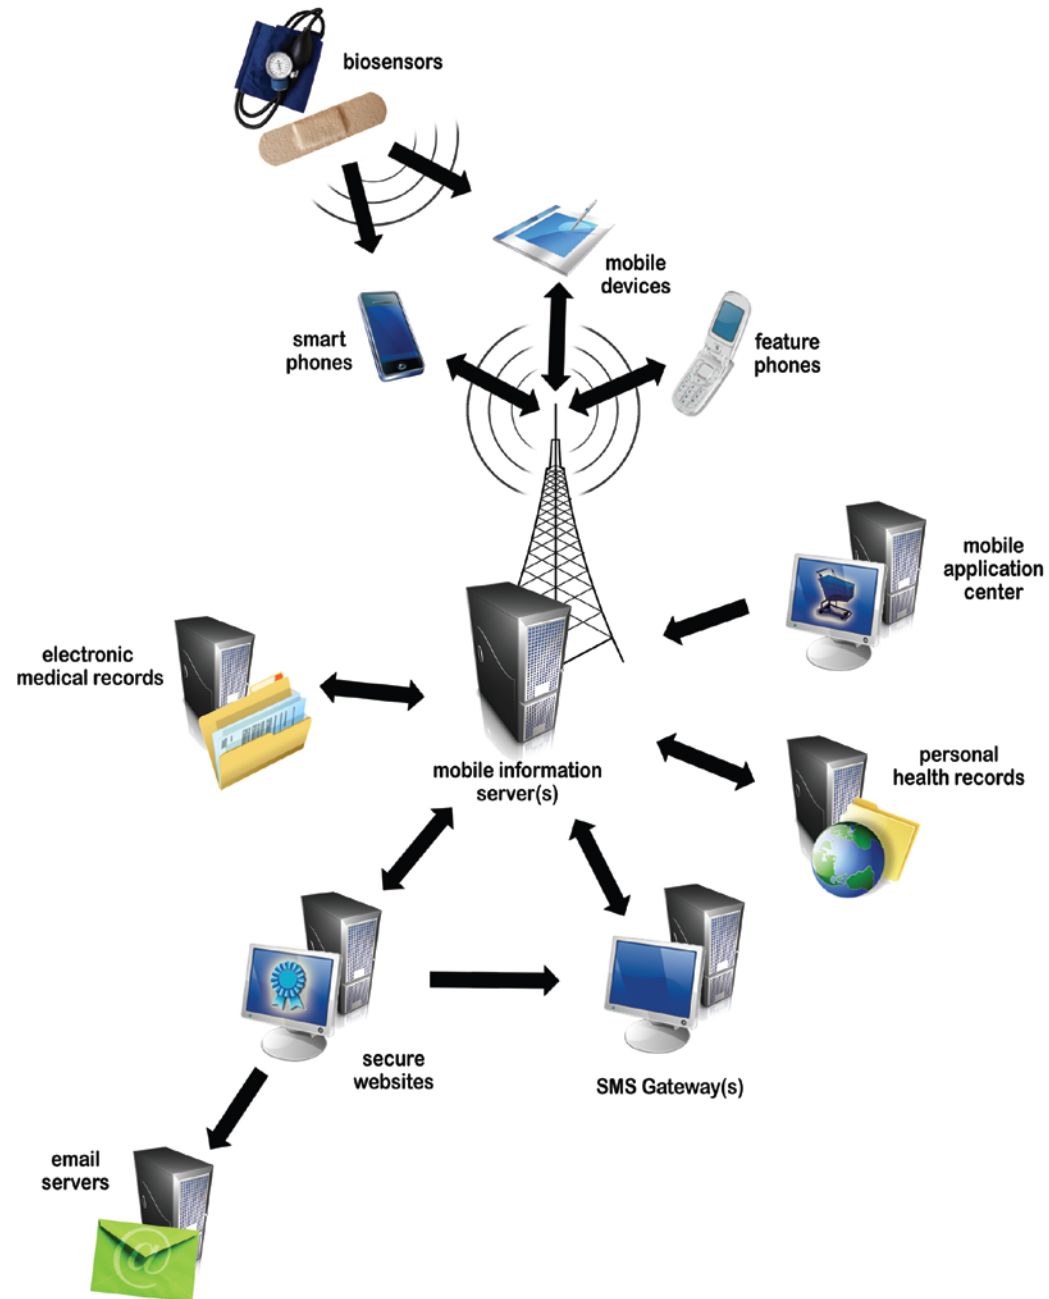 biosensors
mobile
devices
smart
phones
feature
phones
mobile
application
center
electronic
medical records
personal
health records
mobile information
server(s)
secure
websites
SMS Gateway(s)
email
servers
@